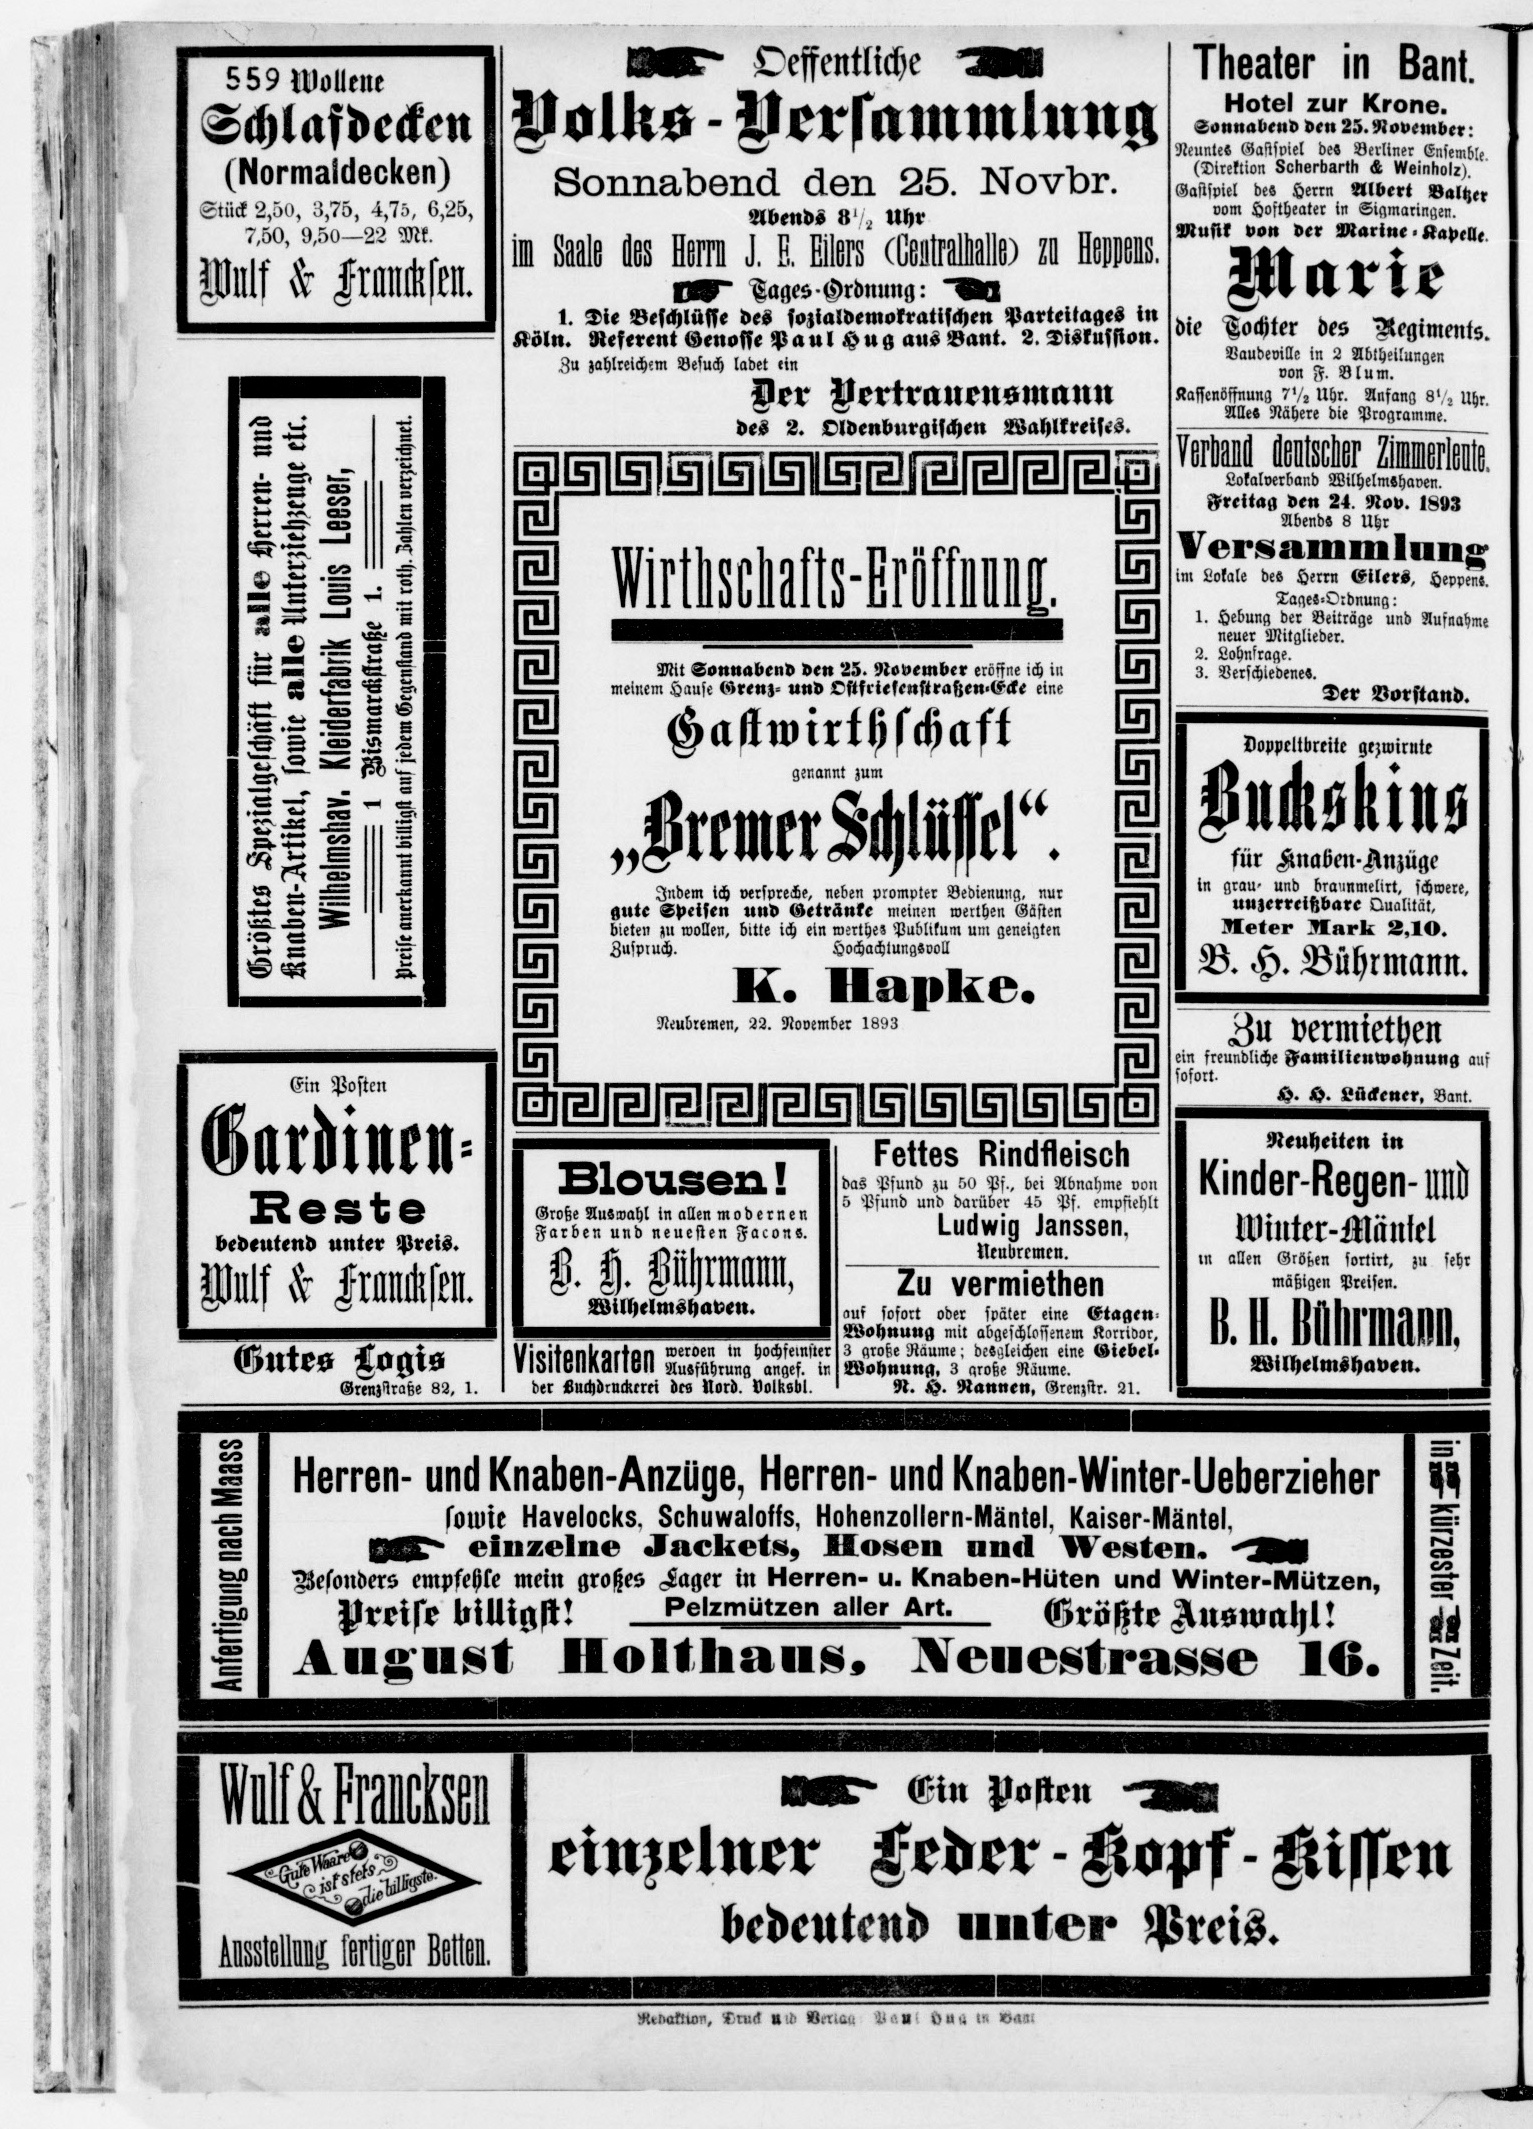 559 Wollene
Schlafdecken
(Normaldecken)
Stück 2,50, 3,75, 4,75, 6,25,
7,50, 9,50—22 Mk.
Wulf & Francksen.
Größtes Spezialgeschäft für alle Herren- und
Knaben-Artikel, sowie alle Unterziehzeuge etc.
Wilhelmshav. Kleiderfabrik Louis Leeser,
1 Bismarckstraße 1.
Preise anerkannt billigst auf jedem Gegenstand mit roth. Zahlen verzeichnet.
Ein Posten
Gardinen-
Reste
bedeutend unter Preis.
Wulf & Francksen.
Gutes Logis
Grenzstraße 82, 1.
Oeffentliche
Volks-Versammlung
Sonnabend den 25. Novbr.
Abends 8½ Uhr
im Saale des Herrn J. E. Eilers (Centralhalle) zu Heppens.
Tages-Ordnung:
1. Die Beschlüsse des sozialdemokratischen Parteitages in
Köln. Referent Genosse Paul Hug aus Bant. 2. Diskussion.
Zu zahlreichem Besuch ladet ein
Der Vertrauensmann
des 2. Oldenburgischen Wahlkreises.
Wirthschafts-Eröffnung.
Mit Sonnabend den 25. November eröffne ich in
meinem Hause Grenz- und Ostfriesenstraßen-Ecke eine
Gastwirthschaft
genannt zum
„Bremer Schlüssel“.
Indem ich verspreche, neben prompter Bedienung, nur
gute Speisen und Getränke meinen werthen Gästen
bieten zu wollen, bitte ich ein werthes Publikum um geneigten
Zuspruch. Hochachtungsvoll
K. Hapke.
Neubremen, 22. November 1893
Blousen!
Große Auswahl in allen modernen
Farben und neuesten Facons.
B. H. Bührmann,
Wilhelmshaven.
Visitenkarten werden in hochfeinster
Ausführung angef. in
der Buchdruckerei des Nord. Volksbl.
Fettes Rindfleisch
das Pfund zu 50 Pf., bei Abnahme von
5 Pfund und darüber 45 Pf. empfiehlt
Ludwig Janssen,
Neubremen.
Zu vermiethen
auf sofort oder später eine Etagen-
Wohnung mit abgeschlossenem Korridor,
3 große Räume; desgleichen eine Giebel-
Wohnung, 3 große Räume.
R. H. Nannen, Grenzstr. 21.
Theater in Bant.
Hotel zur Krone.
Sonnabend den 25. November:
Neuntes Gastspiel des Berliner Ensemble.
(Direktion Scherbarth & Weinholz).
Gastspiel des Herrn Albert Baltzer
vom Hoftheater in Sigmaringen.
Musik von der Marine-Kapelle.
Marie
die Tochter des Regiments.
Vaudeville in 2 Abtheilungen
von F. Blum.
Kassenöffnung 7½ Uhr. Anfang 8½ Uhr.
Alles Nähere die Programme.
Verband deutscher Zimmerleute.
Lokalverband Wilhelmshaven.
Freitag den 24. Nov. 1893
Abends 8 Uhr
Versammlung
im Lokale des Herrn Eilers, Heppens.
Tages-Ordnung:
1. Hebung der Beiträge und Aufnahme
neuer Mitglieder.
2. Lohnfrage.
3. Verschiedenes.
Der Vorstand.
Doppeltbreite gezwirnte
Buckskins
für Knaben-Anzüge
in grau- und braunmelirt, schwere,
unzerreißbare Qualität,
Meter Mark 2,10.
B. H. Bührmann.
Zu vermiethen
ein freundliche Familienwohnung auf
sofort.
H. H. Lückener, Bant.
Neuheiten in
Kinder-Regen- und
Winter-Mäntel
in allen Größen sortirt, zu sehr
mäßigen Preisen.
B. H. Bührmann,
Wilhelmshaven.
Anfertigung nach Maass
Herren- und Knaben-Anzüge, Herren- und Knaben-Winter-Ueberzieher
sowie Havelocks, Schuwaloffs, Hohenzollern-Mäntel, Kaiser-Mäntel,
einzelne Jackets, Hosen und Westen.
Besonders empfehle mein großes Lager in Herren- u. Knaben-Hüten und Winter-Mützen,
Preise billigst! Pelzmützen aller Art. Größte Auswahl!
August Holthaus, Neuestrasse 16.
in kürzester Zeit.
Wulf & Francksen
Gute Waare
ist stets
die billigste.
Ausstellung fertiger Betten.
Ein Posten
einzelner Feder-Kopf-Kissen
bedeutend unter Preis.
Redaktion, Druck und Verlag: Paul Hug in Bant